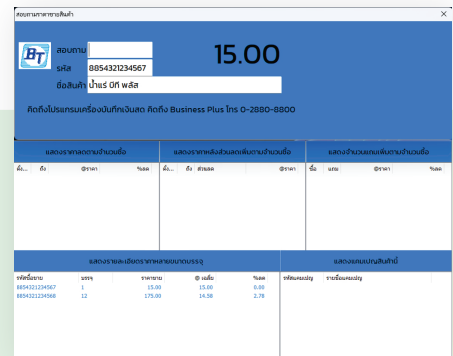 สอบถามราคาขายสินค้า
BT
สอบถาม
15.00
รหัส 8854321234567
ชื่อสินค้า น้ำแร่ บีที พลัส
คิดถึงโปรแกรมเครื่องบันทึกเงินสด คิดถึง Business Plus โทร 0-2880-8800
แสดงราคาลดตามจำนวนซื้อ แสดงราคาหลังส่วนลดเพิ่มตามจำนวนซื้อ แสดงจำนวนแถมเพิ่มตามจำนวนซื้อ
ตั้ง... ถึง @ราคา %ลด ตั้ง... ถึง ส่วนลด @ราคา ซื้อ แถม @ราคา %ลด
แสดงรายละเอียดราคาหลายขนาดบรรจุ แสดงแคมเปญสินค้านี้
รหัสซื้อขาย บรรจุ ราคาขาย @ เฉลี่ย %ลด รหัสแคมเปญ รายชื่อแคมเปญ
8854321234567 1 15.00 15.00 0.00
8854321234568 12 175.00 14.58 2.78